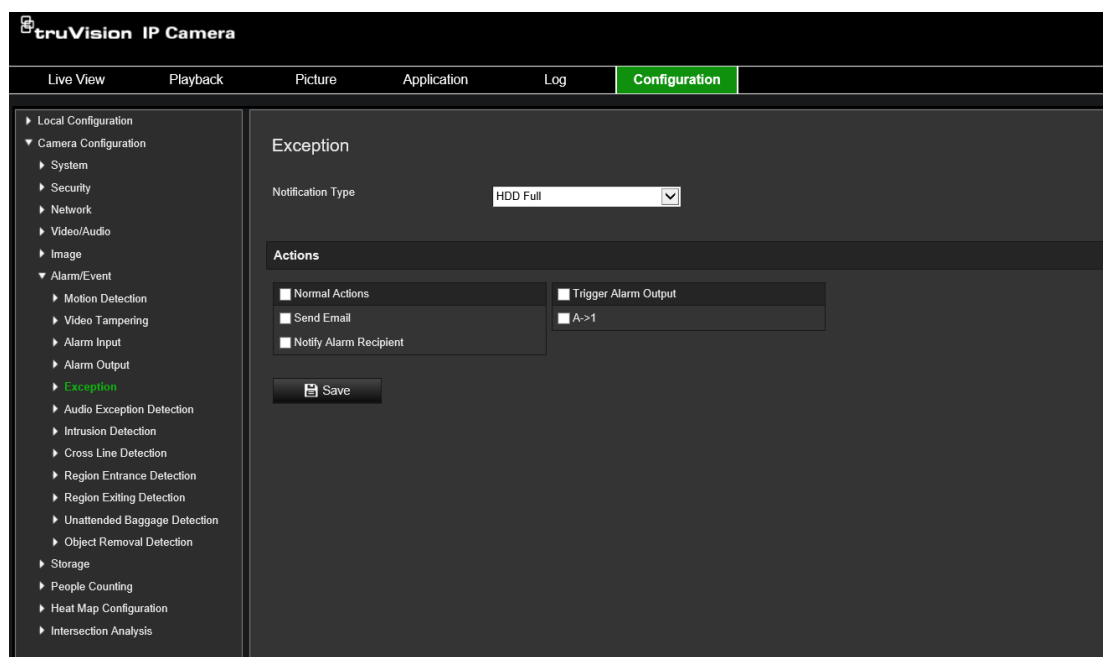 truVision IP Camera
Live View Playback Picture Application Log Configuration
Local Configuration
Camera Configuration
System
Security
Network
Video/Audio
Image
Alarm/Event
Motion Detection
Video Tampering
Alarm Input
Alarm Output
Exception
Audio Exception Detection
Intrusion Detection
Cross Line Detection
Region Entrance Detection
Region Exiting Detection
Unattended Baggage Detection
Object Removal Detection
Storage
People Counting
Heat Map Configuration
Intersection Analysis
Exception
Notification Type HDD Full
Actions
Normal Actions Trigger Alarm Output
Send Email A->1
Notify Alarm Recipient
Save